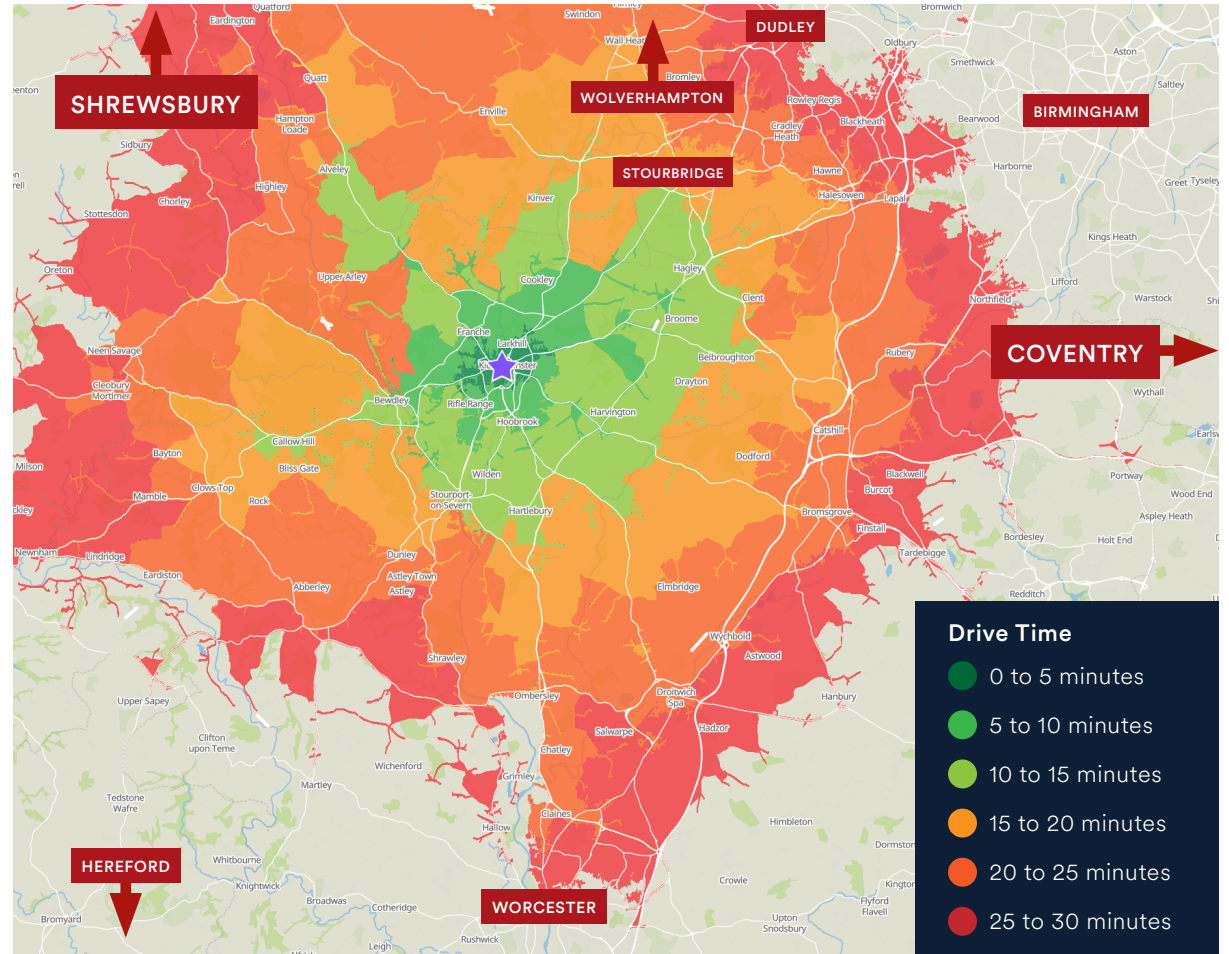 Quatford
Eardington
Swindon
Himley
Bromwich
DUDLEY
Wall Heath
Oldbury
Aston
Smethwick
Quatt
Bromley
Saltley
SHREWSBURY
WOLVERHAMPTON
Rowley Regis
BIRMINGHAM
Enville
Hampton
Loade
Cradley
Heath
Blackheath
Bearwood
Sidbury
Alveley
STOURBRIDGE
Hawne
Harborne
Highley
Halesowen
Lapal
Greet
Tyseley
Chorley
Kinver
Stottesdon
Kings Heath
Oreton
Upper Arley
Cookley
Hagley
Lifford
Clent
Northfield
Warstock
Franche
Broome
Larkhill
Neen Savage
Belbroughton
Rubery
COVENTRY
Cleobury
Mortimer
Drayton
Wythall
Bewdley
Rifle Range
Harvington
Hoobrook
Catshill
Callow Hill
Bayton
Bliss Gate
Dodford
Milson
Wilden
Blackwell
Portway
Clows Top
Burcot
Mamble
Rock
Stourport-
on Severn
Wood End
Hartlebury
Bromsgrove
Aspley Heath
Finstall
Bordesley
Holt End
Newnham
Lindridge
Dunley
Tardebigge
Eardiston
Astley Town
Abberley
Astley
Elmbridge
Redditch
Wychbold
Drive Time
Shrawley
Astwood
0 to 5 minutes
Upper Sapey
Ombersley
Droitwich
Spa
Hanbury
5 to 10 minutes
Clifton
upon Teme
Salwarpe
Hadzor
Chatley
10 to 15 minutes
Wichenford
Grimley
Martley
Tedstone
Wafre
Claines
Himbleton
15 to 20 minutes
Hallow
HEREFORD
Whitbourne
20 to 25 minutes
Knightwick
Crowle
Broadwas
Cotheridge
WORCESTER
Flyford
Flavell
Bromyard
Upton
Snodsbury
25 to 30 minutes
Rushwick
Leigh